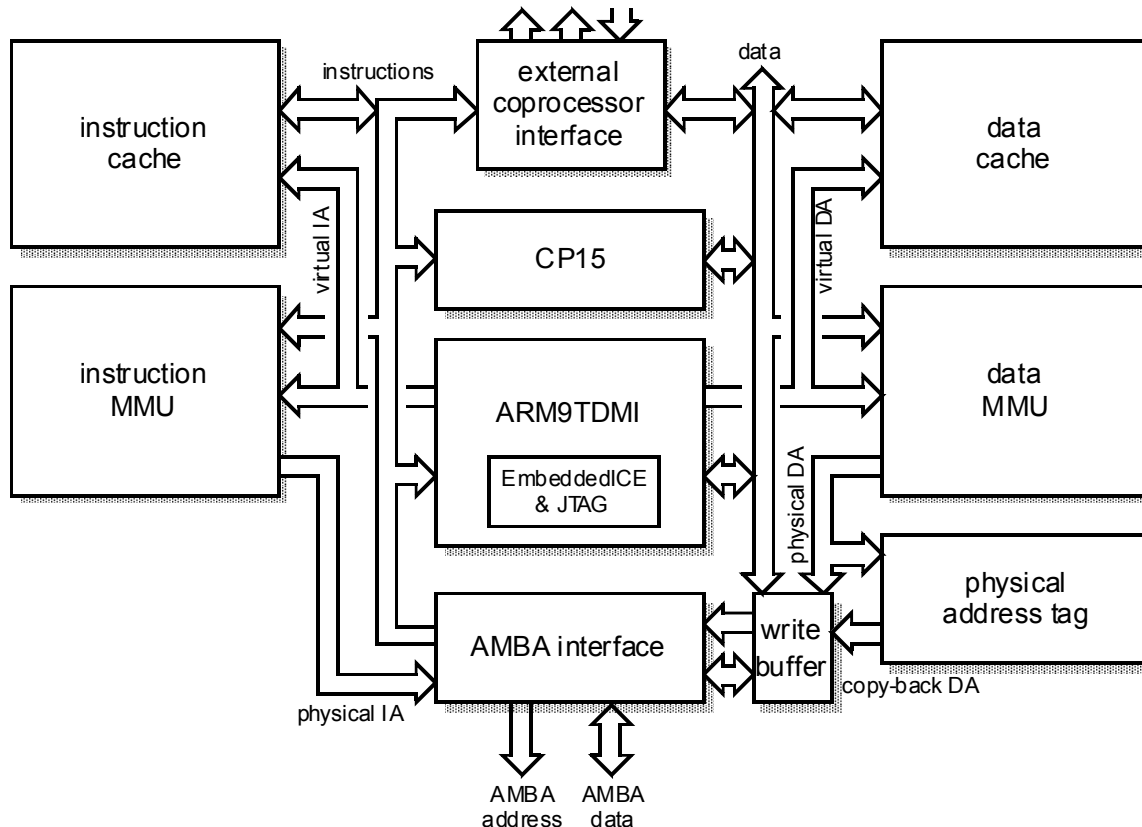 instructions
data
instruction
cache
external
coprocessor
interface
data
cache
virtual IA
CP15
virtual DA
instruction
MMU
ARM9TDMI
EmbeddedICE
& JTAG
data
MMU
physical DA
physical
address tag
AMBA interface
write
buffer
copy-back DA
physical IA
AMBA
address
AMBA
data